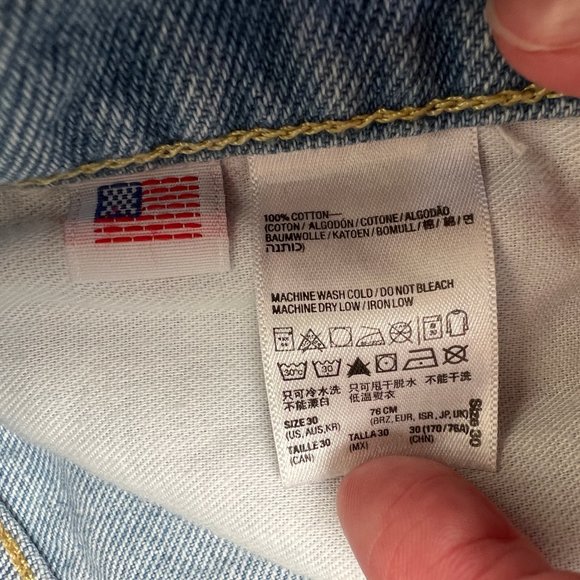 100% COTTON—
(COTON / ALGODÓN / COTONE / ALGODÃO
BAUMWOLLE / KATOEN / BOMULL / 棉 / 綿 / 면
כותנה)
MACHINE WASH COLD / DO NOT BLEACH
MACHINE DRY LOW / IRON LOW
30°C 30
只可冷水洗 只可甩干脱水 不能干洗
不能漂白 低温熨衣
SIZE 30 76 CM
(US, AUS, KR) (BRZ, EUR, ISR, JP, UK)
TAILLE 30 TALLA 30 30 (170 / 76A)
(CAN) (MX) (CHN)
Size 30